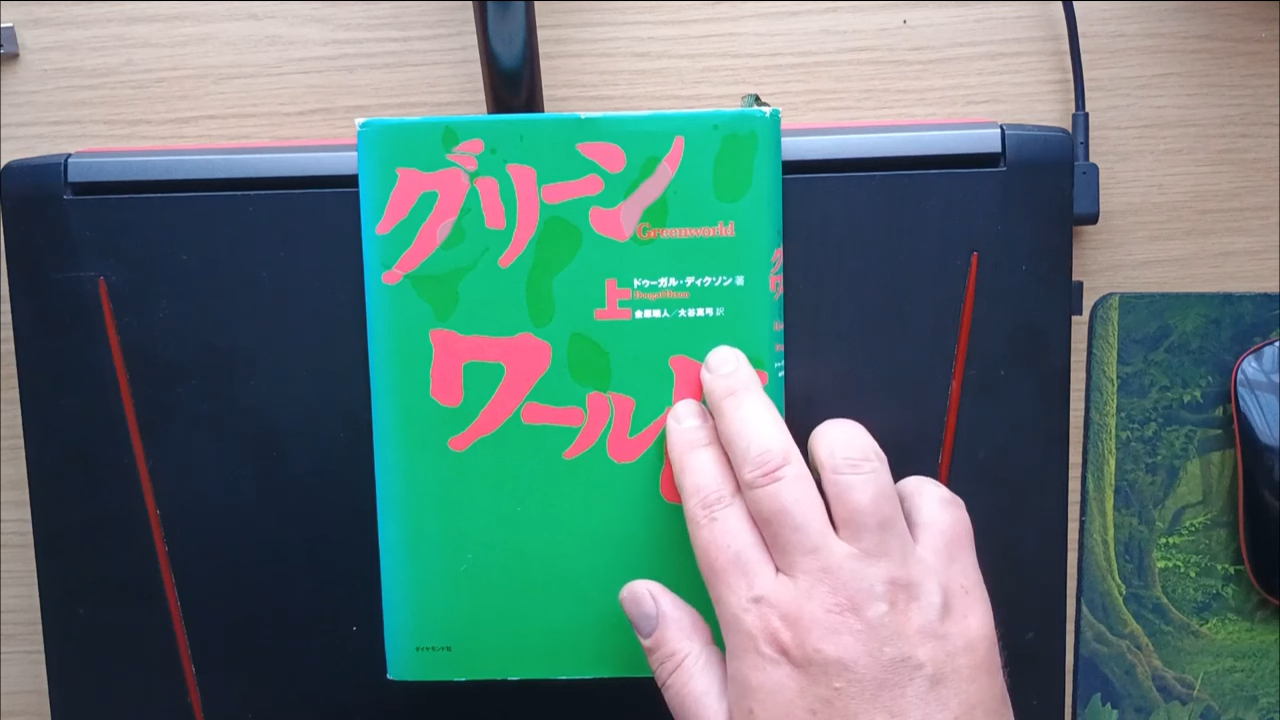 グリーン
Greenworld
上
ドゥーガル・ディクソン 著
Dougal Dixon
金原瑞人／大谷真弓 訳
ワールド
ダイヤモンド社